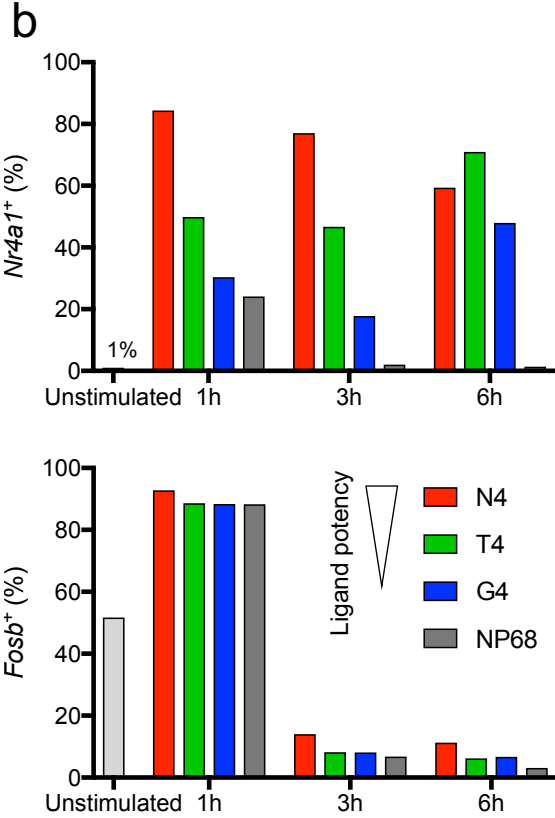 b
Nr4a1+ (%)
100
80
60
40
20
0
1%
Unstimulated 1h 3h 6h
Fosb+ (%)
100
80
60
40
20
0
Ligand potency
N4
T4
G4
NP68
Unstimulated 1h 3h 6h